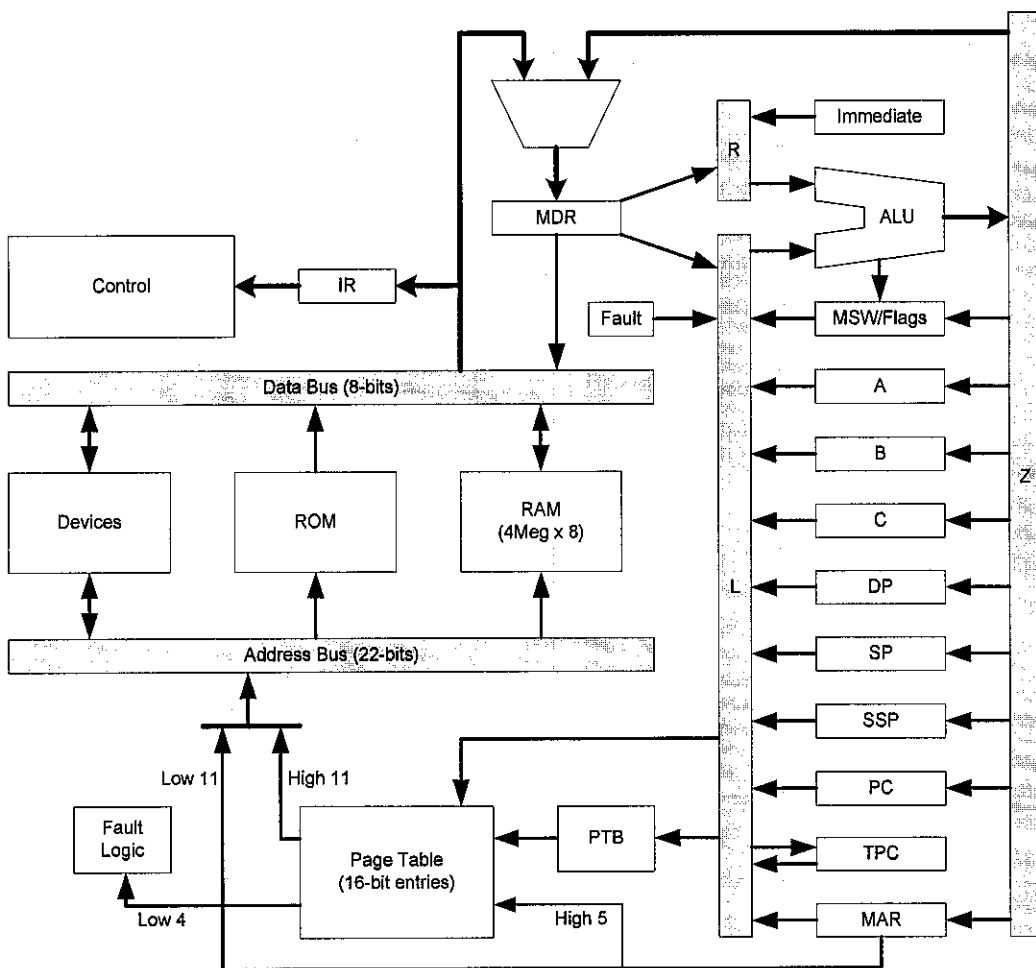 Immediate
R
MDR
ALU
Control
IR
Fault
MSW/Flags
Data Bus (8-bits)
A
B
Z
Devices
ROM
RAM
(4Meg x 8)
C
L
DP
Address Bus (22-bits)
SP
SSP
Low 11
High 11
PC
Fault
Logic
Page Table
(16-bit entries)
PTB
TPC
Low 4
High 5
MAR